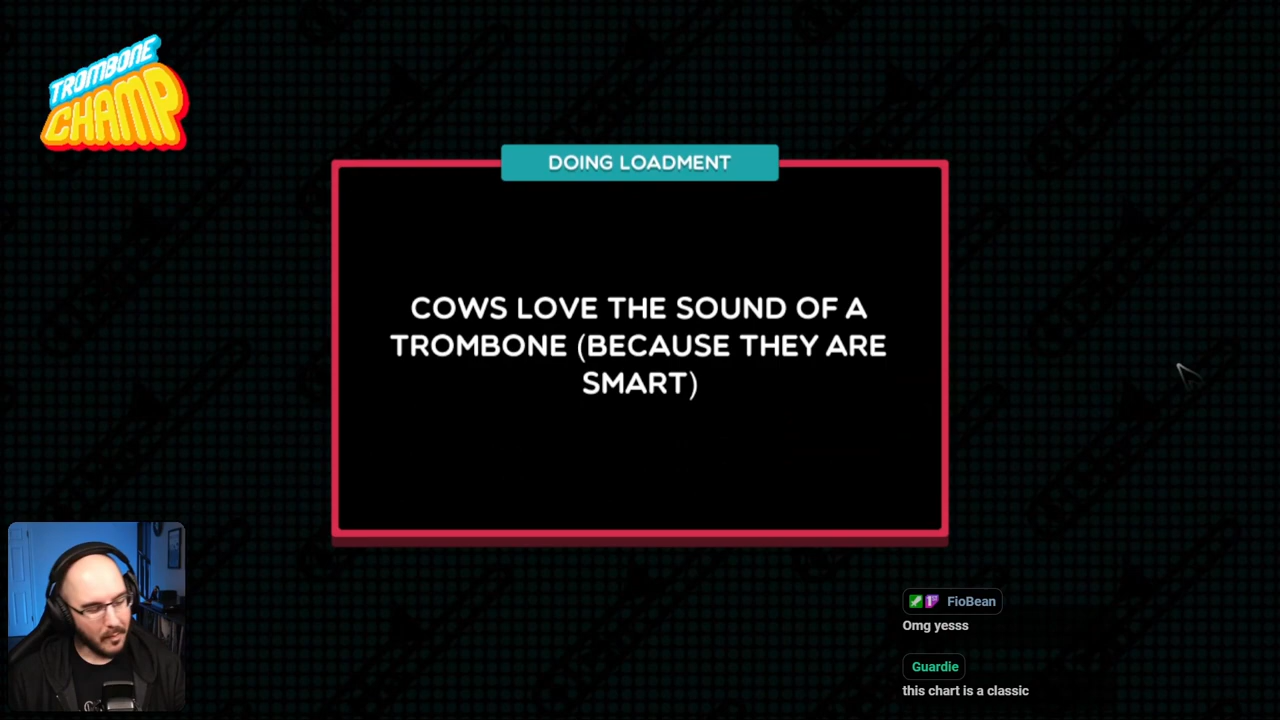 TROMBONE
CHAMP
DOING LOADMENT
COWS LOVE THE SOUND OF A
TROMBONE (BECAUSE THEY ARE
SMART)
FioBean
Omg yesss
Guardie
this chart is a classic